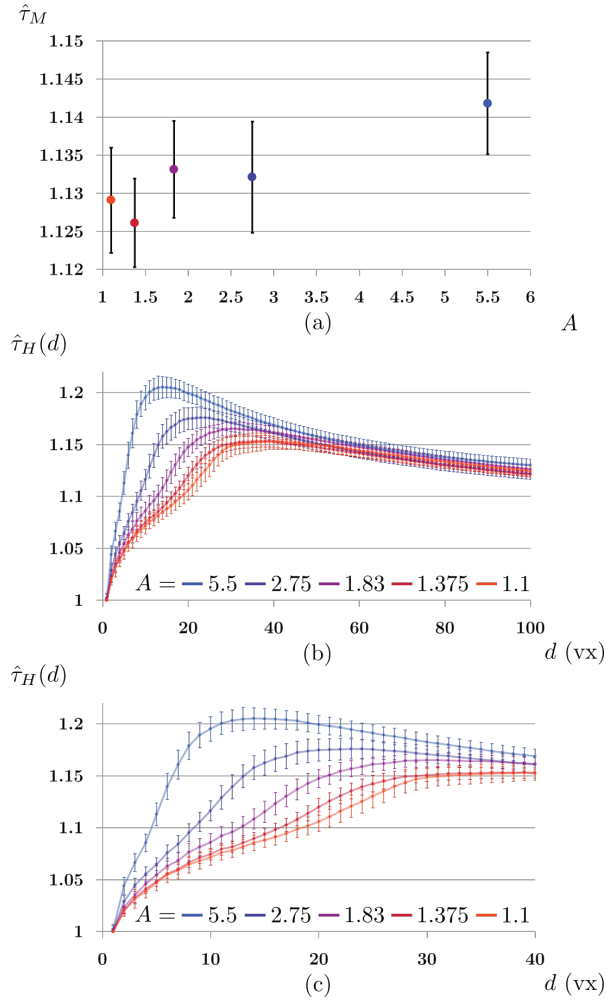 τ̂_M
1.15
1.145
1.14
1.135
1.13
1.125
1.12
1 1.5 2 2.5 3 3.5 4 4.5 5 5.5 6
(a)
A
τ̂_H(d)
1.2
1.15
1.1
1.05
1
A = 5.5 2.75 1.83 1.375 1.1
0 20 40 60 80 100
(b)
d (vx)
τ̂_H(d)
1.2
1.15
1.1
1.05
1
A = 5.5 2.75 1.83 1.375 1.1
0 10 20 30 40
(c)
d (vx)